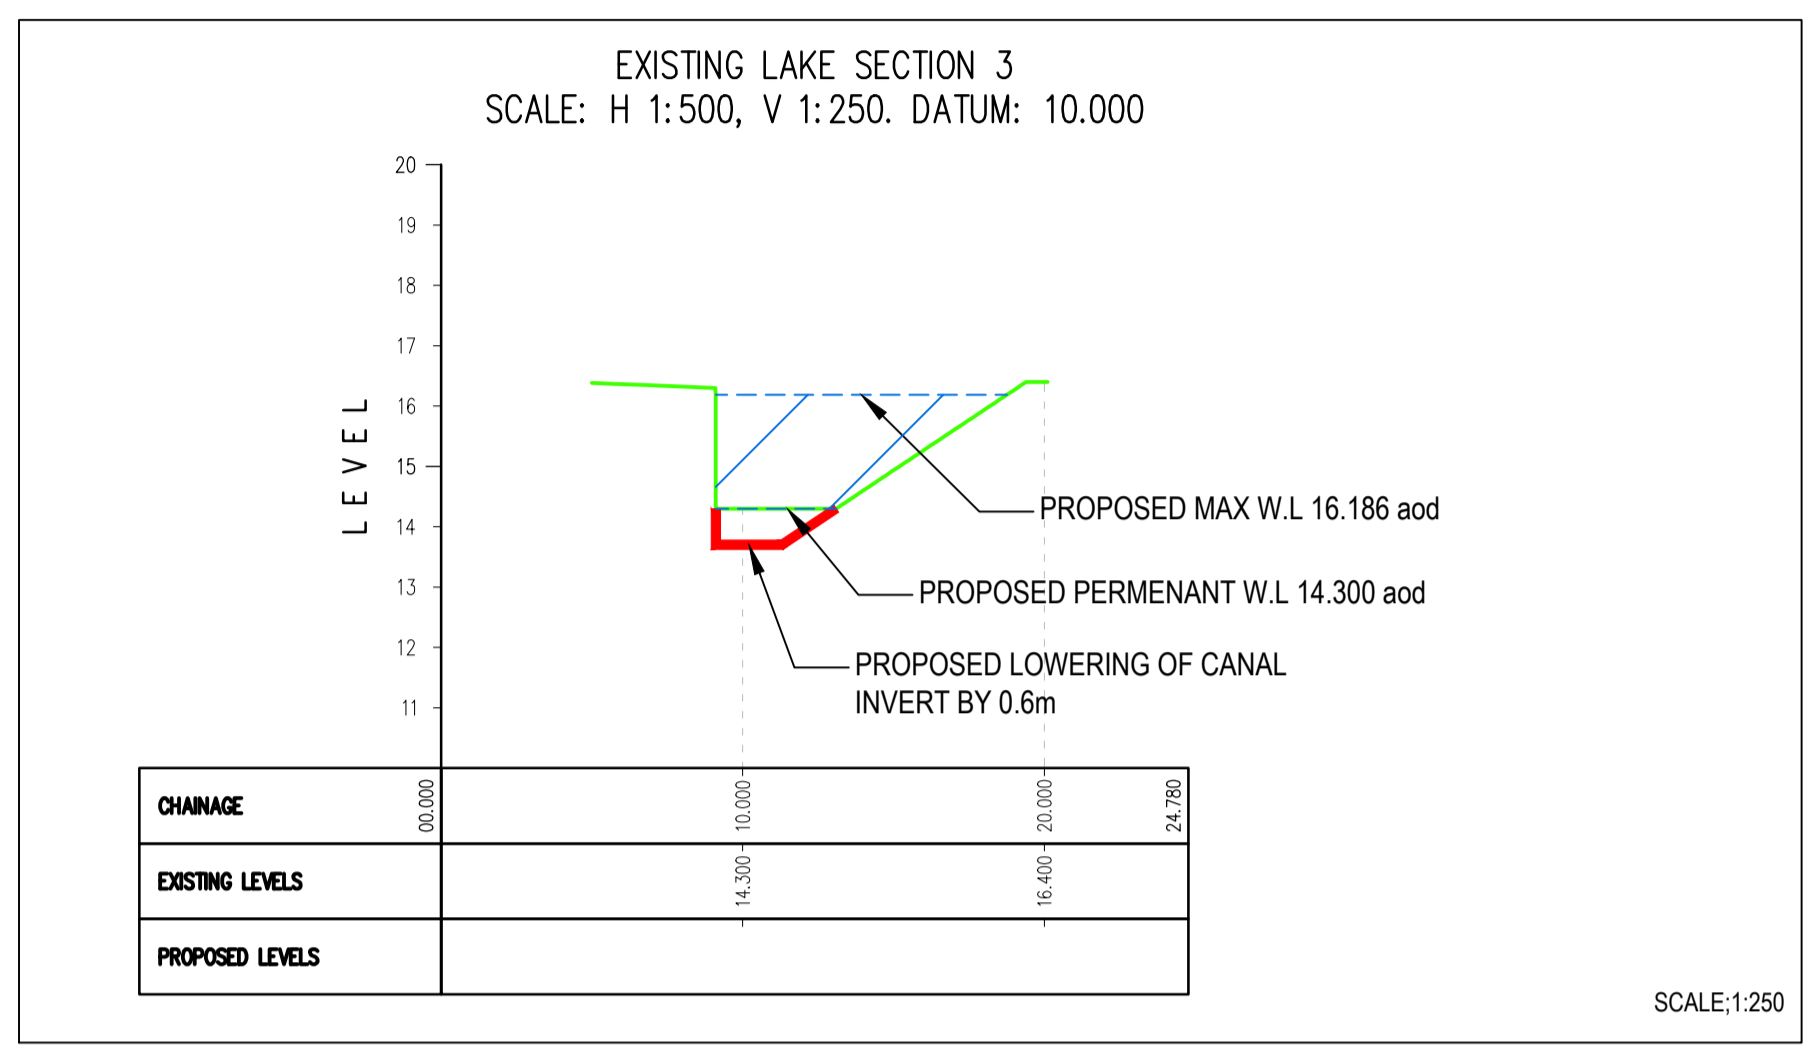 EXISTING LAKE SECTION 3
SCALE: H 1:500, V 1:250. DATUM: 10.000
20
19
18
17
16
15
14
13
12
11
LEVEL
PROPOSED MAX W.L 16.186 aod
PROPOSED PERMENANT W.L 14.300 aod
PROPOSED LOWERING OF CANAL
INVERT BY 0.6m
CHAINAGE 00.000 10.000 20.000 24.780
EXISTING LEVELS 14.300 16.400
PROPOSED LEVELS
SCALE;1:250